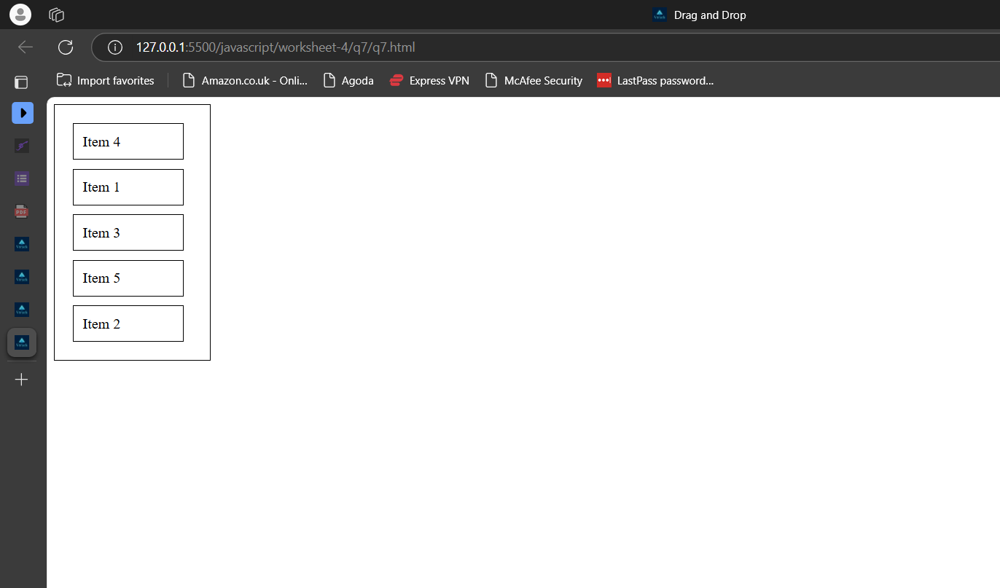 Drag and Drop
127.0.0.1:5500/javascript/worksheet-4/q7/q7.html
Import favorites Amazon.co.uk - Onli... Agoda Express VPN McAfee Security LastPass password...
Item 4
Item 1
Item 3
PDF
Item 5
Item 2